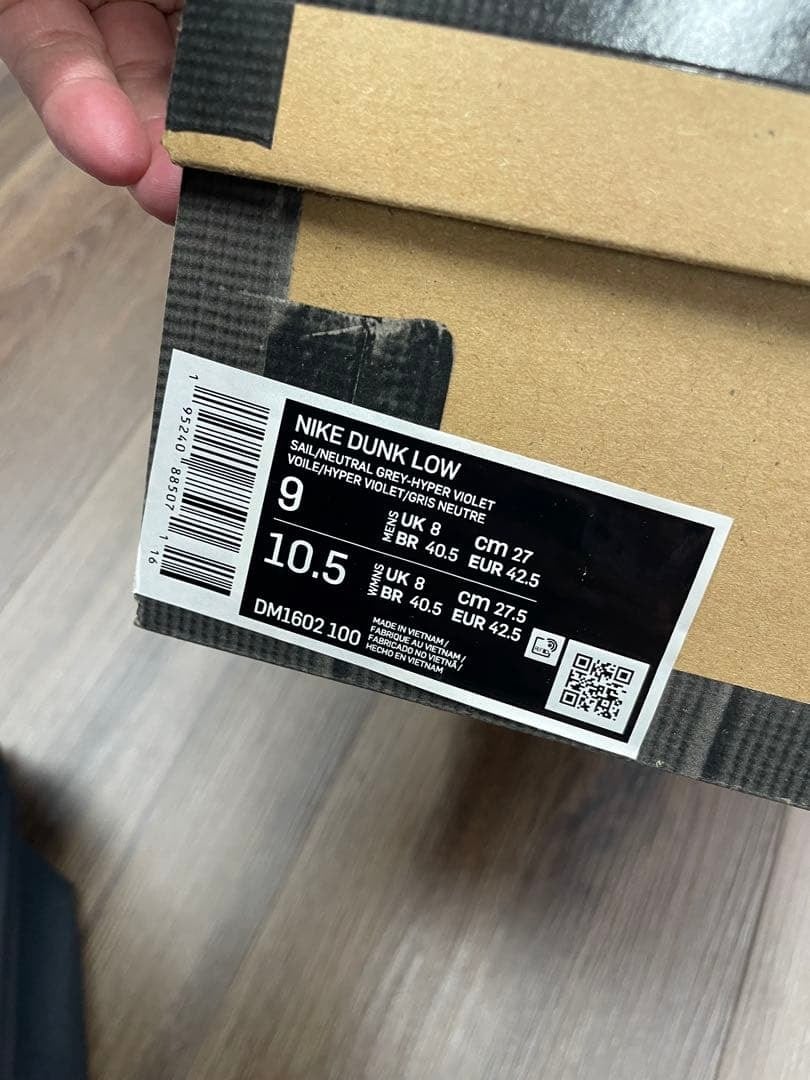 1 95240 88507 1 16
NIKE DUNK LOW
SAIL/NEUTRAL GREY-HYPER VIOLET
VOILE/HYPER VIOLET/GRIS NEUTRE
9
MENS
UK 8
cm 27
BR 40.5
EUR 42.5
10.5
WMNS
UK 8
cm 27.5
BR 40.5
EUR 42.5
DM1602 100
MADE IN VIETNAM/
FABRIQUE AU VIETNAM/
FABRICADO NO VIETNÃ/
HECHO EN VIETNAM